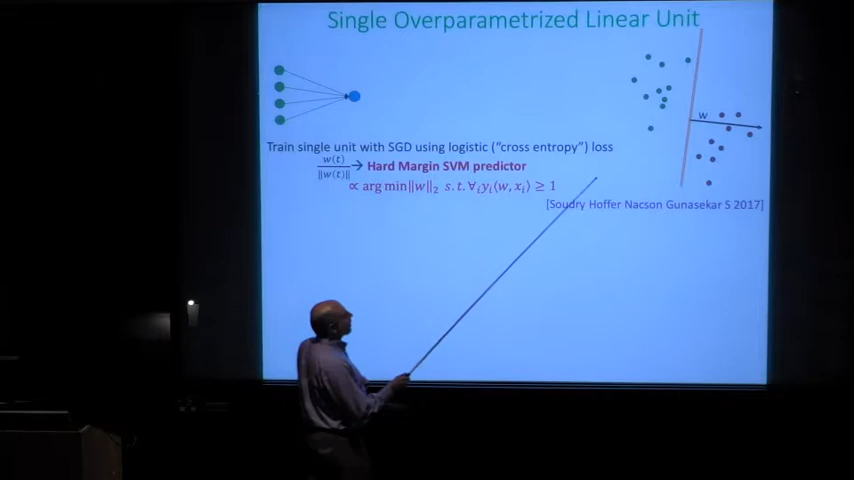 Single Overparametrized Linear Unit
w
Train single unit with SGD using logistic ("cross entropy") loss
w(t)/‖w(t)‖ → Hard Margin SVM predictor
∝ arg min‖w‖₂ s.t.∀ᵢyᵢ⟨w, xᵢ⟩ ≥ 1
[Soudry Hoffer Nacson Gunasekar S 2017]